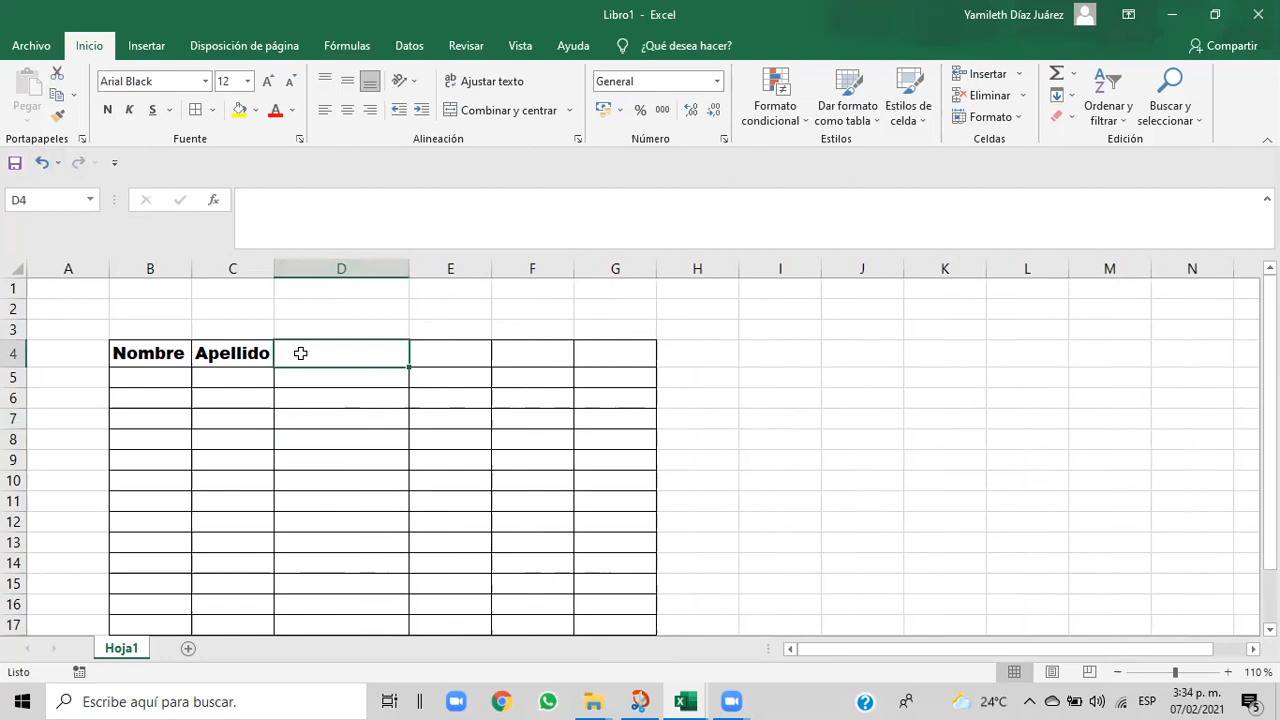 Libro1 - Excel
Yamileth Díaz Juárez
Archivo Inicio Insertar Disposición de página Fórmulas Datos Revisar Vista Ayuda ¿Qué desea hacer? Compartir
Pegar
Arial Black 12
N K S
Ajustar texto
Combinar y centrar
General
% 000
Formato condicional
Dar formato como tabla
Estilos de celda
Insertar
Eliminar
Formato
Ordenar y filtrar
Buscar y seleccionar
Portapapeles Fuente Alineación Número Estilos Celdas Edición
D4
fx
A B C D E F G H I J K L M N
1
2
3
4 Nombre Apellido
5
6
7
8
9
10
11
12
13
14
15
16
17
Hoja1
Listo
110 %
Escribe aquí para buscar.
24°C
ESP
3:34 p. m.
07/02/2021
5